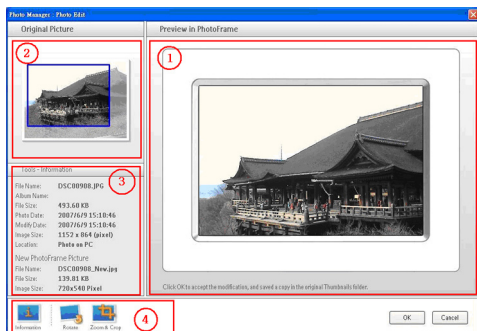 Photo Manager : Photo Edit
Original Picture
Preview in PhotoFrame
1
2
Tools - Information
3
File Name: DSC00908.JPG
Album Name:
File Size: 493.60 KB
Photo Date: 2007/6/9 15:10:46
Modify Date: 2007/6/9 15:10:46
Image Size: 1152 x 864 (pixel)
Location: Photo on PC
New PhotoFrame Picture
File Name: DSC00908_New.jpg
File Size: 139.81 KB
Image Size: 720x540 Pixel
Click OK to accept the modification, and saved a copy in the original Thumbnails folder.
Information
Rotate
Zoom & Crop
4
OK
Cancel